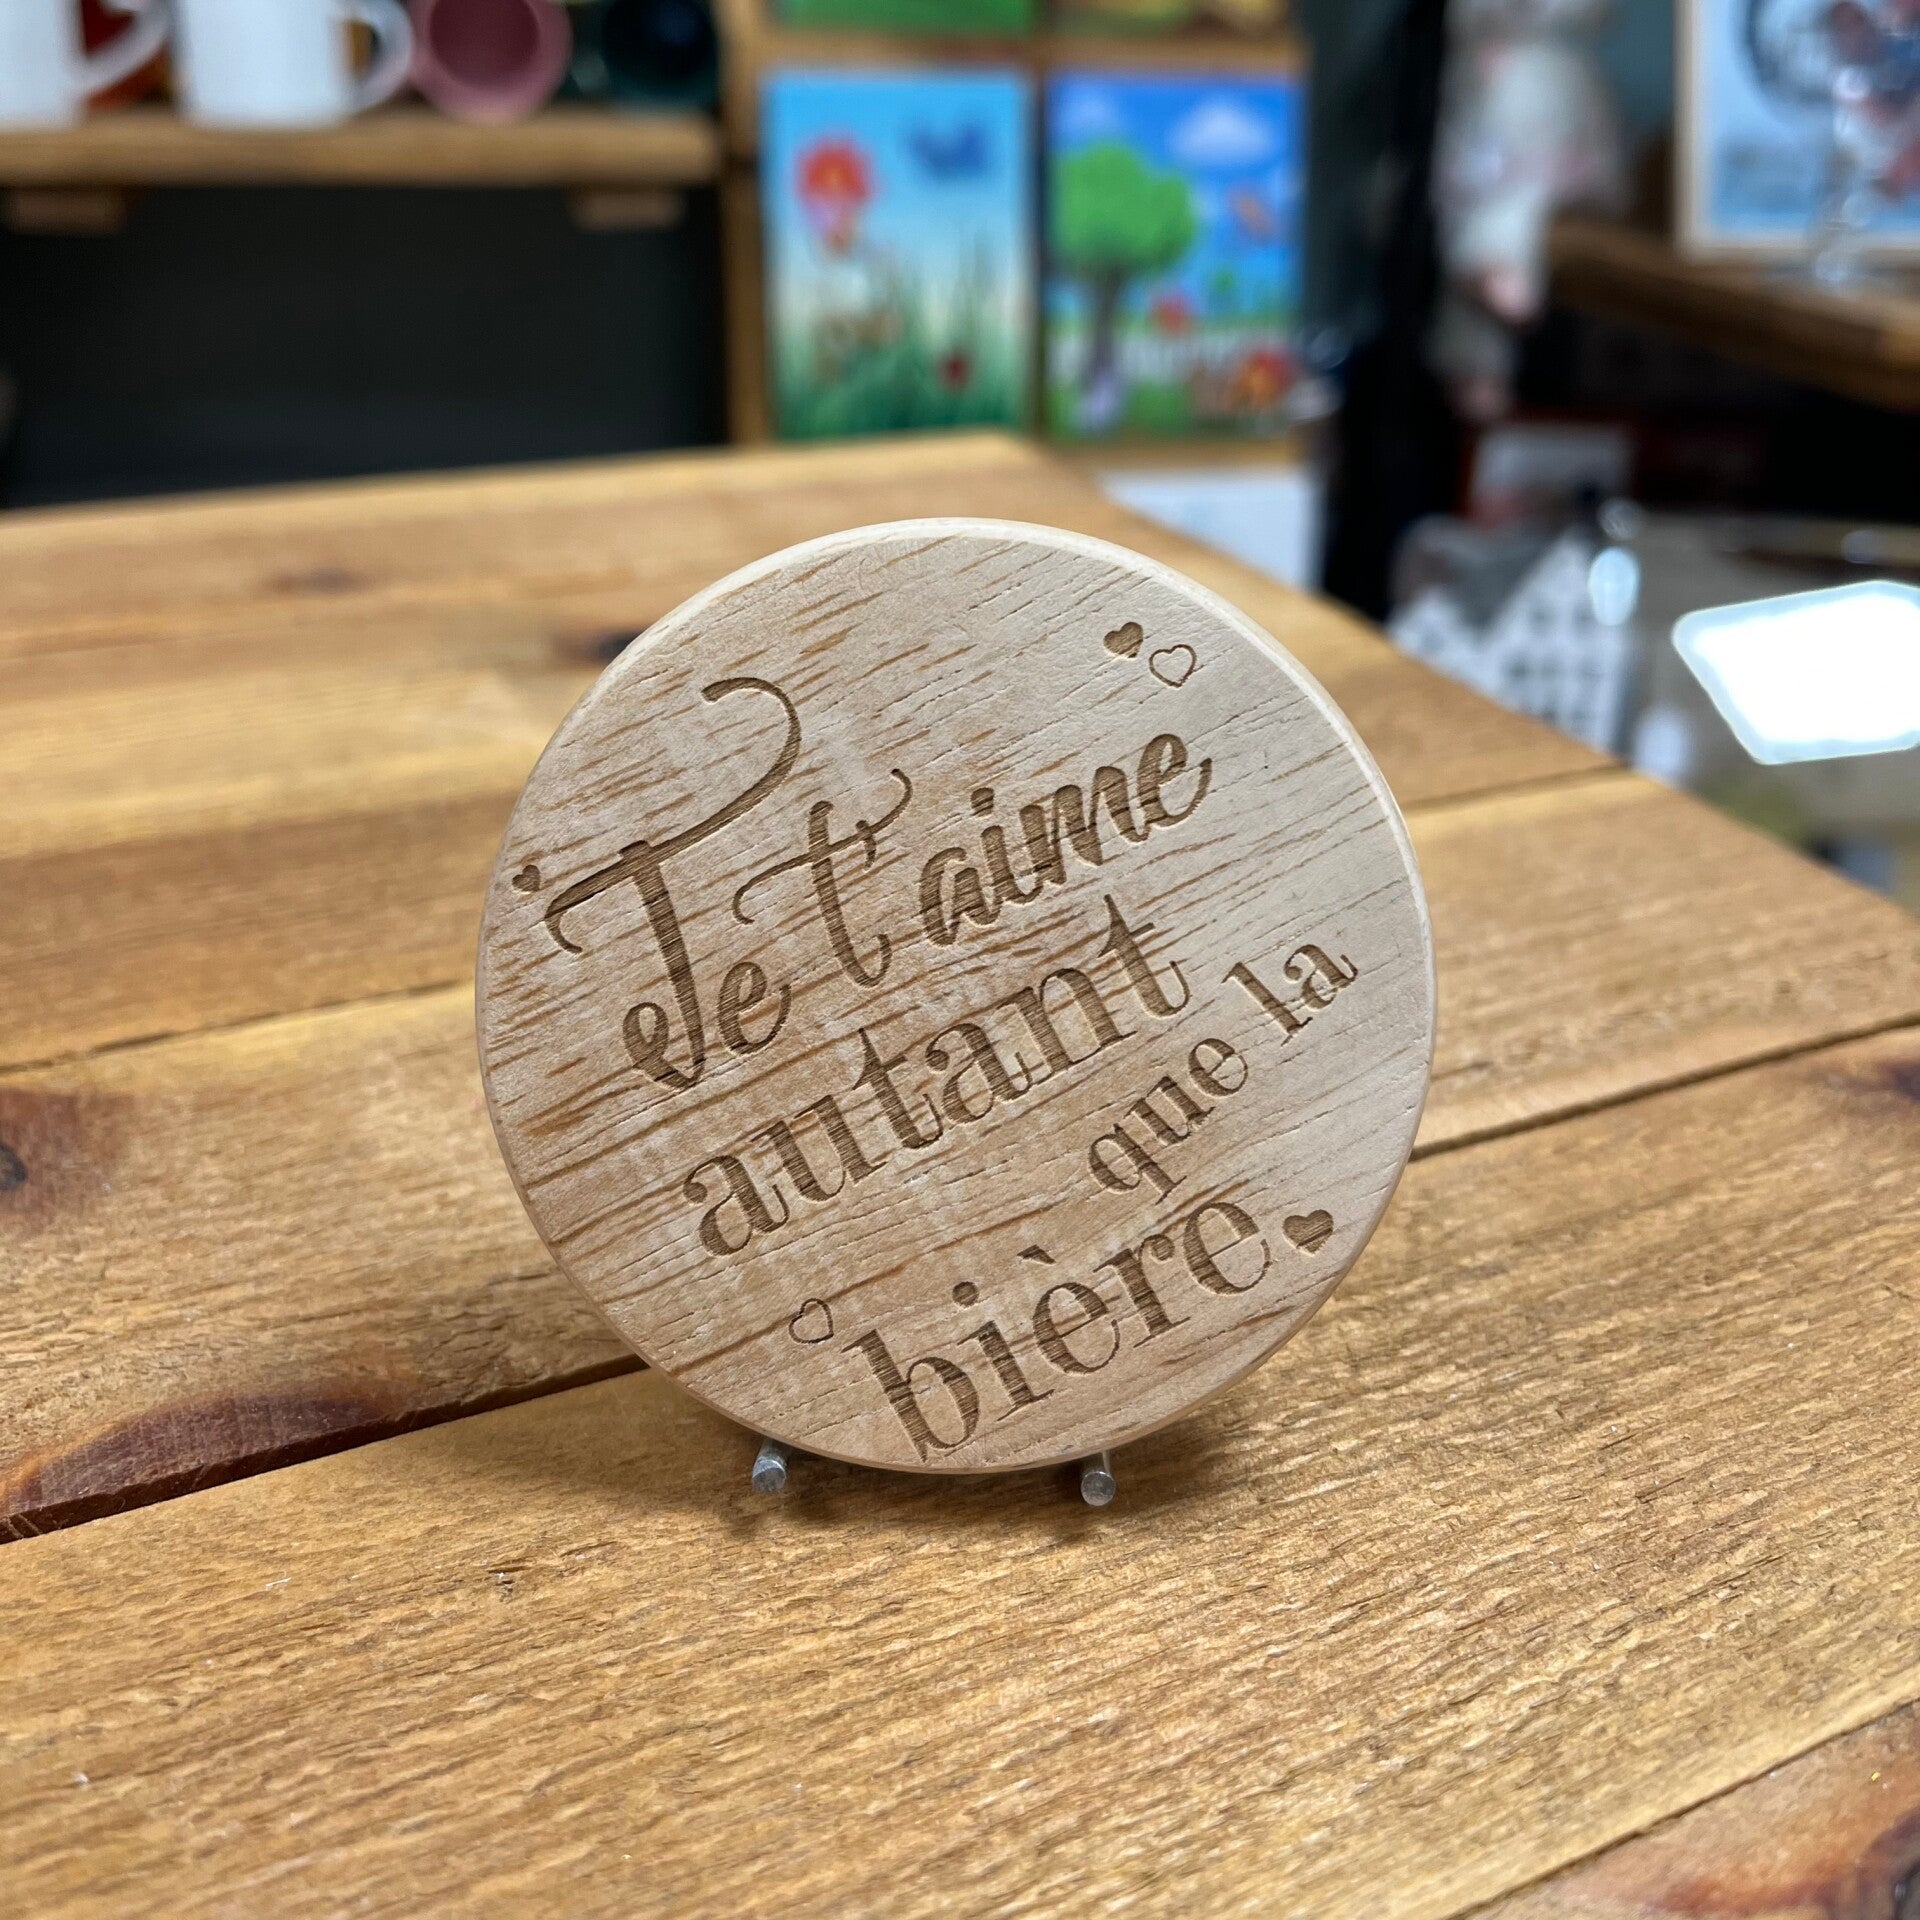 Je t'aime
autant
que la
bière